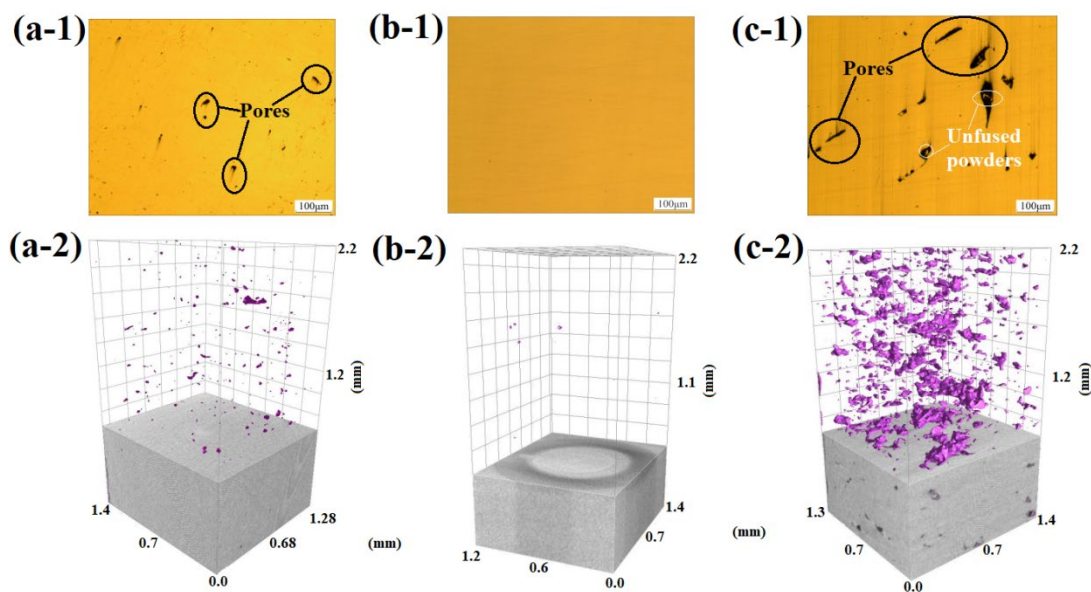 (a-1)
Pores
100μm
(b-1)
100μm
(c-1)
Pores
Unfused
powders
100μm
(a-2)
2.2
1.2
(mm)
1.4
0.7
0.0
0.68
1.28
(mm)
(b-2)
2.2
1.1
(mm)
1.2
0.6
0.0
0.7
1.4
(mm)
(c-2)
2.2
1.2
(mm)
1.3
0.7
0.0
0.7
1.4